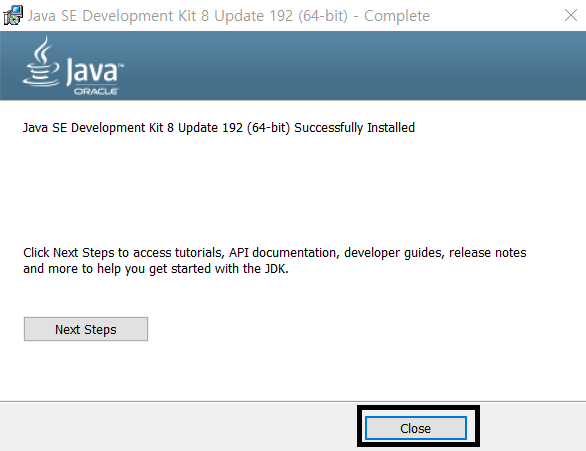 Java SE Development Kit 8 Update 192 (64-bit) - Complete
Java™
ORACLE
Java SE Development Kit 8 Update 192 (64-bit) Successfully Installed
Click Next Steps to access tutorials, API documentation, developer guides, release notes
and more to help you get started with the JDK.
Next Steps
Close